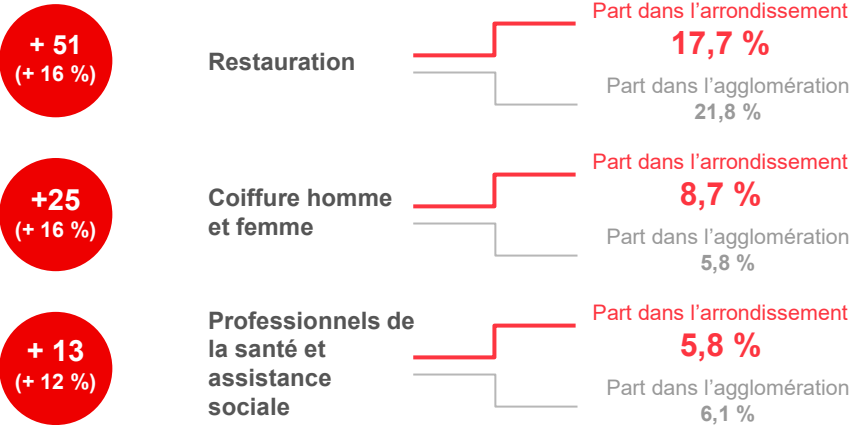 + 51
(+ 16 %)
Restauration
Part dans l’arrondissement
17,7 %
Part dans l’agglomération
21,8 %
+25
(+ 16 %)
Coiffure homme
et femme
Part dans l’arrondissement
8,7 %
Part dans l’agglomération
5,8 %
+ 13
(+ 12 %)
Professionnels de
la santé et
assistance
sociale
Part dans l’arrondissement
5,8 %
Part dans l’agglomération
6,1 %